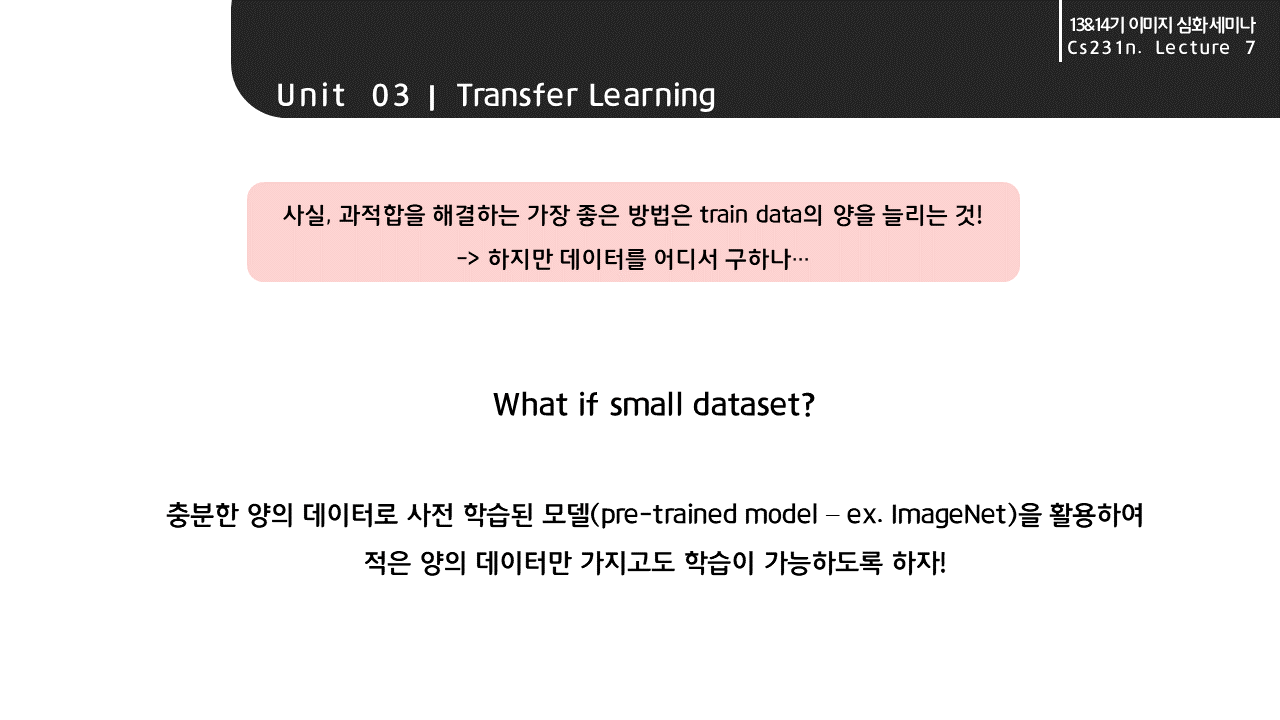 13&14기 이미지 심화세미나
Cs231n. Lecture 7
Unit 03 | Transfer Learning
사실, 과적합을 해결하는 가장 좋은 방법은 train data의 양을 늘리는 것!
-> 하지만 데이터를 어디서 구하나…
What if small dataset?
충분한 양의 데이터로 사전 학습된 모델(pre-trained model – ex. ImageNet)을 활용하여
적은 양의 데이터만 가지고도 학습이 가능하도록 하자!